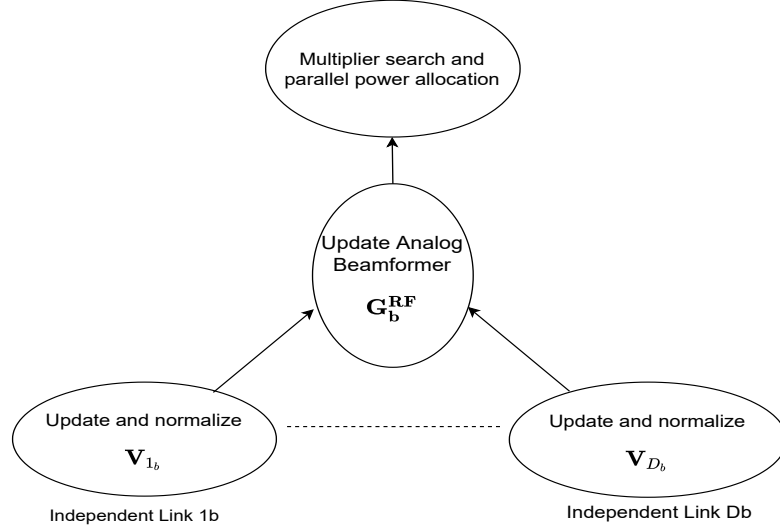 Multiplier search and
parallel power allocation
Update Analog
Beamformer
G_b^RF
Update and normalize
V_{1_b}
Update and normalize
V_{D_b}
Independent Link 1b
Independent Link Db